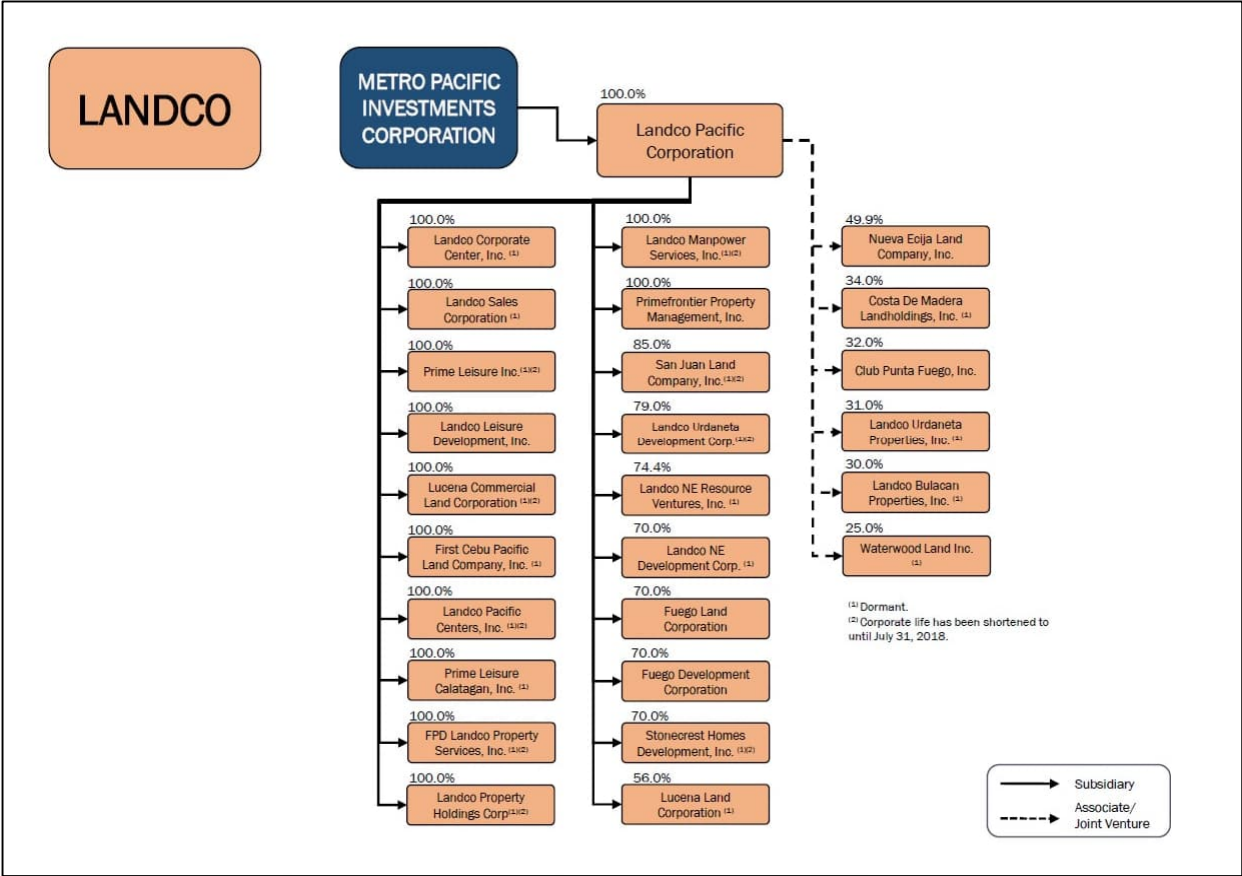 LANDCO
METRO PACIFIC
INVESTMENTS
CORPORATION
100.0%
Landco Pacific
Corporation
100.0%
Landco Corporate
Center, Inc. (1)
100.0%
Landco Sales
Corporation (1)
100.0%
Prime Leisure Inc.(1)(2)
100.0%
Landco Leisure
Development, Inc.
100.0%
Lucena Commercial
Land Corporation (1)(2)
100.0%
First Cebu Pacific
Land Company, Inc. (1)
100.0%
Landco Pacific
Centers, Inc. (1)(2)
100.0%
Prime Leisure
Calatagan, Inc. (1)
100.0%
FPD Landco Property
Services, Inc. (1)(2)
100.0%
Landco Property
Holdings Corp(1)(2)
100.0%
Landco Manpower
Services, Inc.(1)(2)
100.0%
Primefrontier Property
Management, Inc.
85.0%
San Juan Land
Company, Inc.(1)(2)
79.0%
Landco Urdaneta
Development Corp.(1)(2)
74.4%
Landco NE Resource
Ventures, Inc. (1)
70.0%
Landco NE
Development Corp. (1)
70.0%
Fuego Land
Corporation
70.0%
Fuego Development
Corporation
70.0%
Stonecrest Homes
Development, Inc. (1)(2)
56.0%
Lucena Land
Corporation (1)
49.9%
Nueva Ecija Land
Company, Inc.
34.0%
Costa De Madera
Landholdings, Inc. (1)
32.0%
Club Punta Fuego, Inc.
31.0%
Landco Urdaneta
Properties, Inc. (1)
30.0%
Landco Bulacan
Properties, Inc. (1)
25.0%
Waterwood Land Inc.
(1)
(1) Dormant.
(2) Corporate life has been shortened to
until July 31, 2018.
Subsidiary
Associate/
Joint Venture